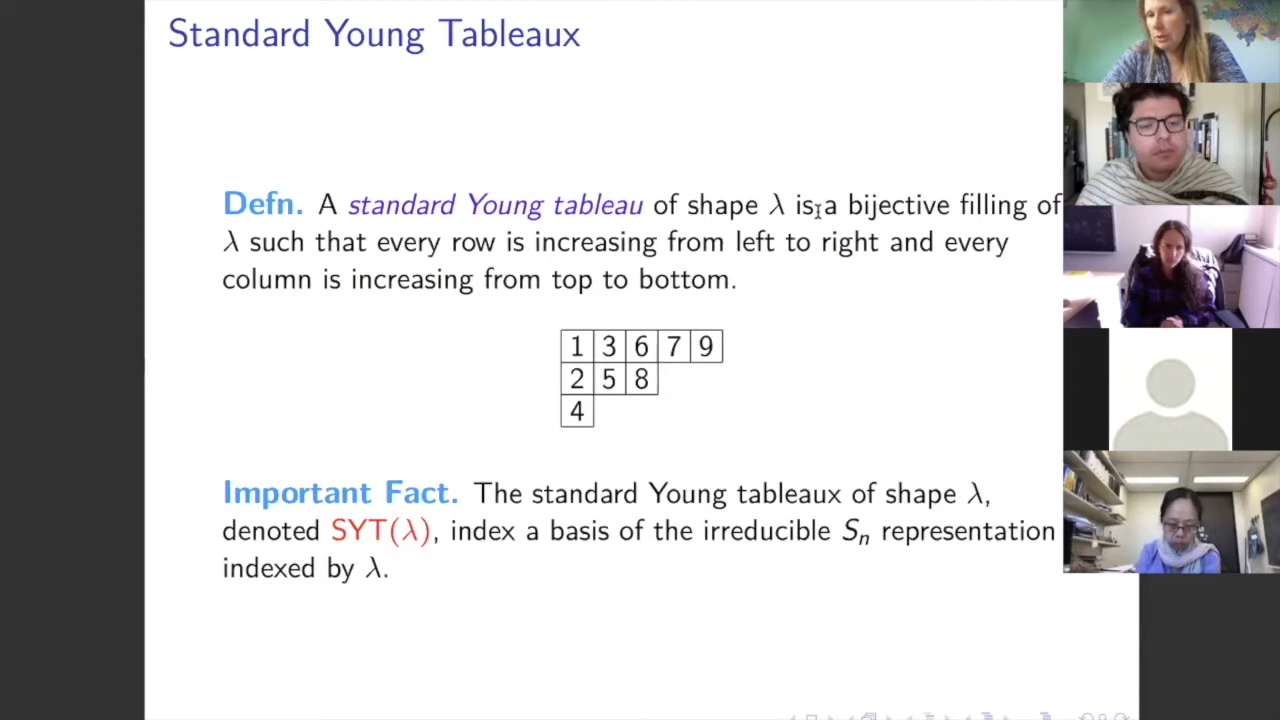 Standard Young Tableaux
Defn. A standard Young tableau of shape λ is a bijective filling of
λ such that every row is increasing from left to right and every
column is increasing from top to bottom.
1 3 6 7 9
2 5 8
4
Important Fact. The standard Young tableaux of shape λ,
denoted SYT(λ), index a basis of the irreducible Sₙ representation
indexed by λ.